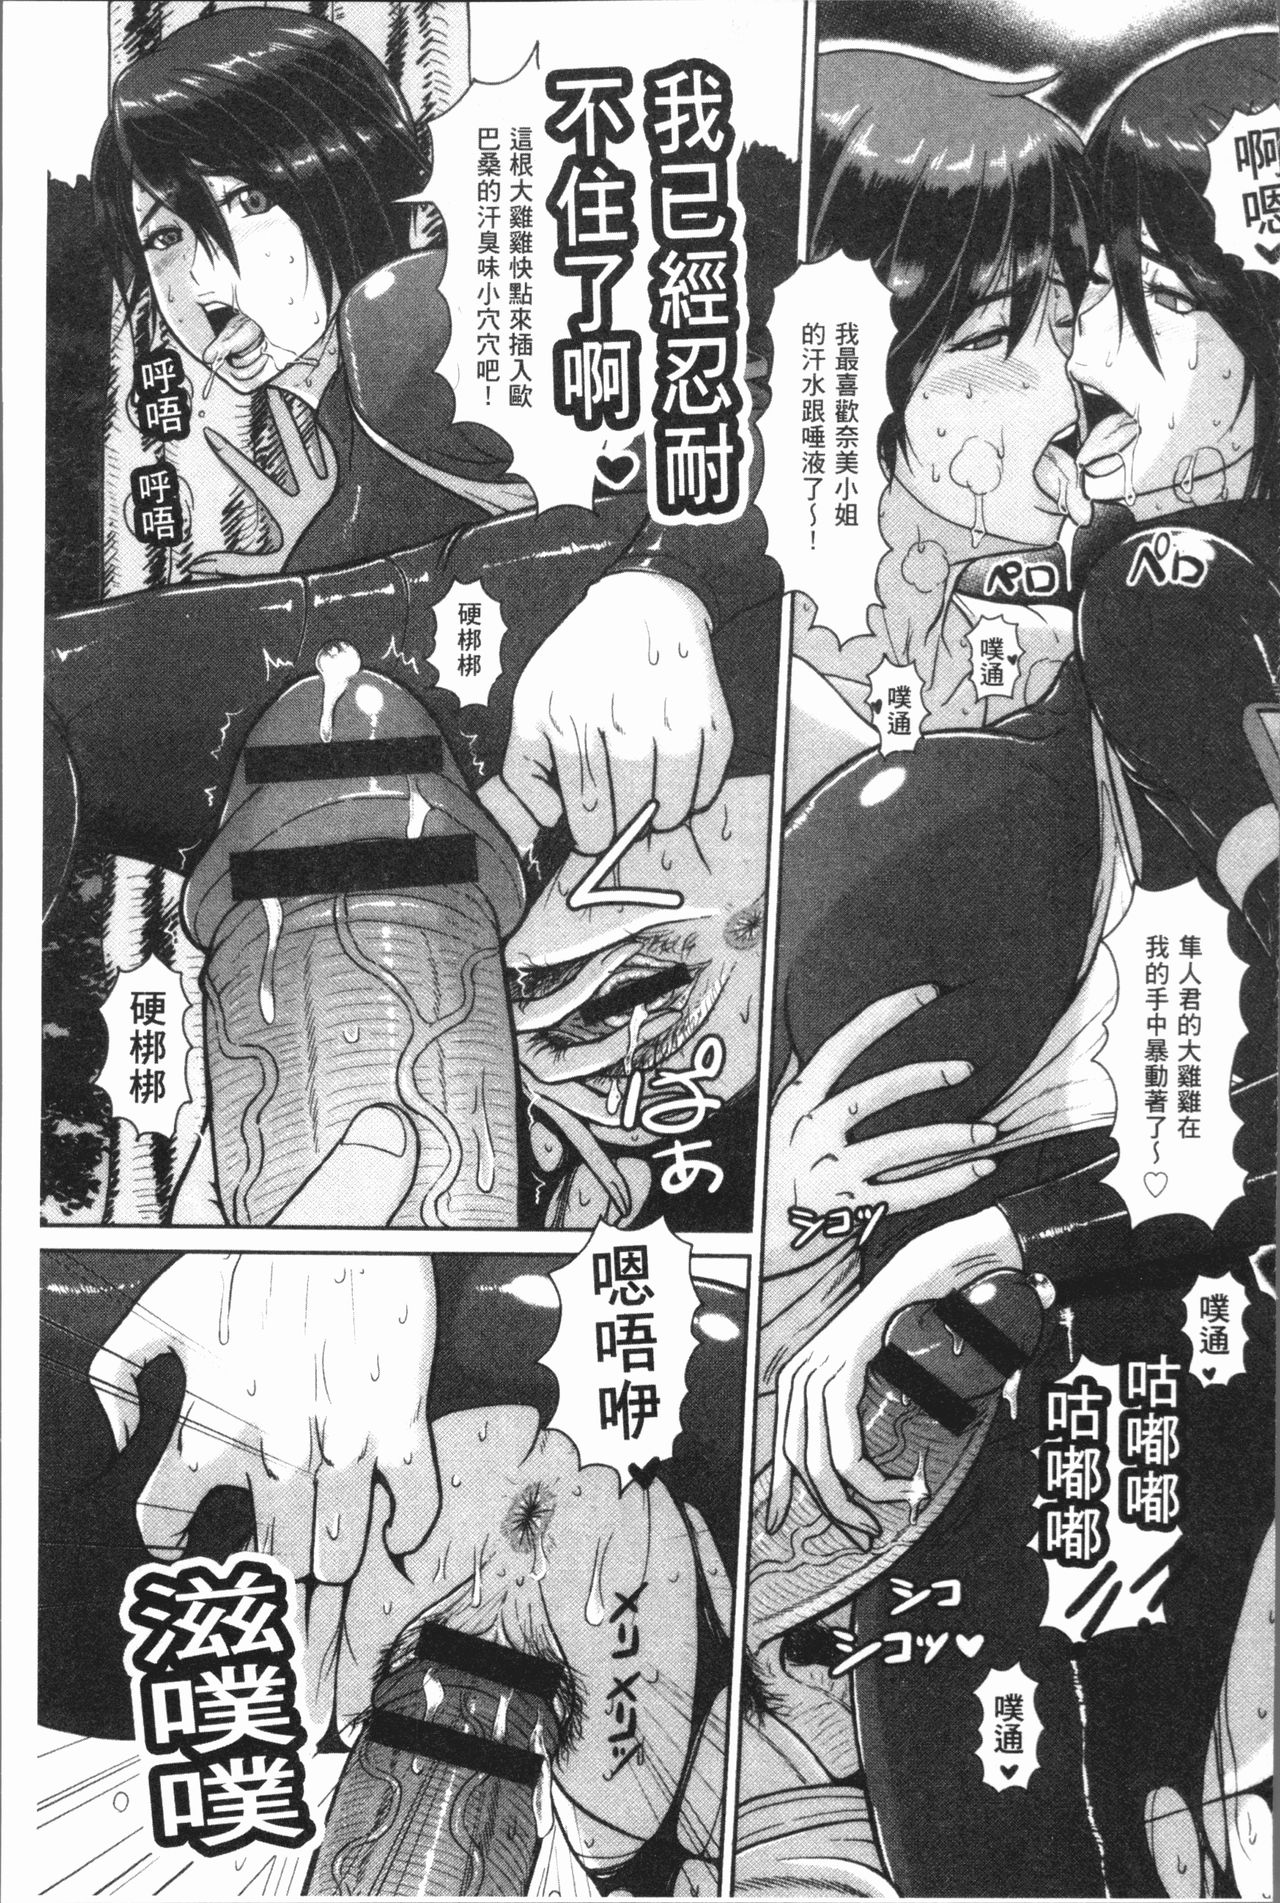 啊嗯♥
我最喜歡奈美小姐
的汗水跟唾液了～！
ペロ
ペロ
噗通♥
噗通♥
隼人君的大雞雞在
我的手中暴動著了～♡
シコッ
噗通♥
咕嘟嘟
咕嘟嘟
シコ
シコッ♥
噗通♥
我已經忍耐
不住了啊♥
這根大雞雞快點來插入歐
巴桑的汗臭味小穴穴吧！
呼唔
呼唔
硬梆梆
硬梆梆
くぱぁ
嗯唔咿♥
メリメリッ
滋噗噗